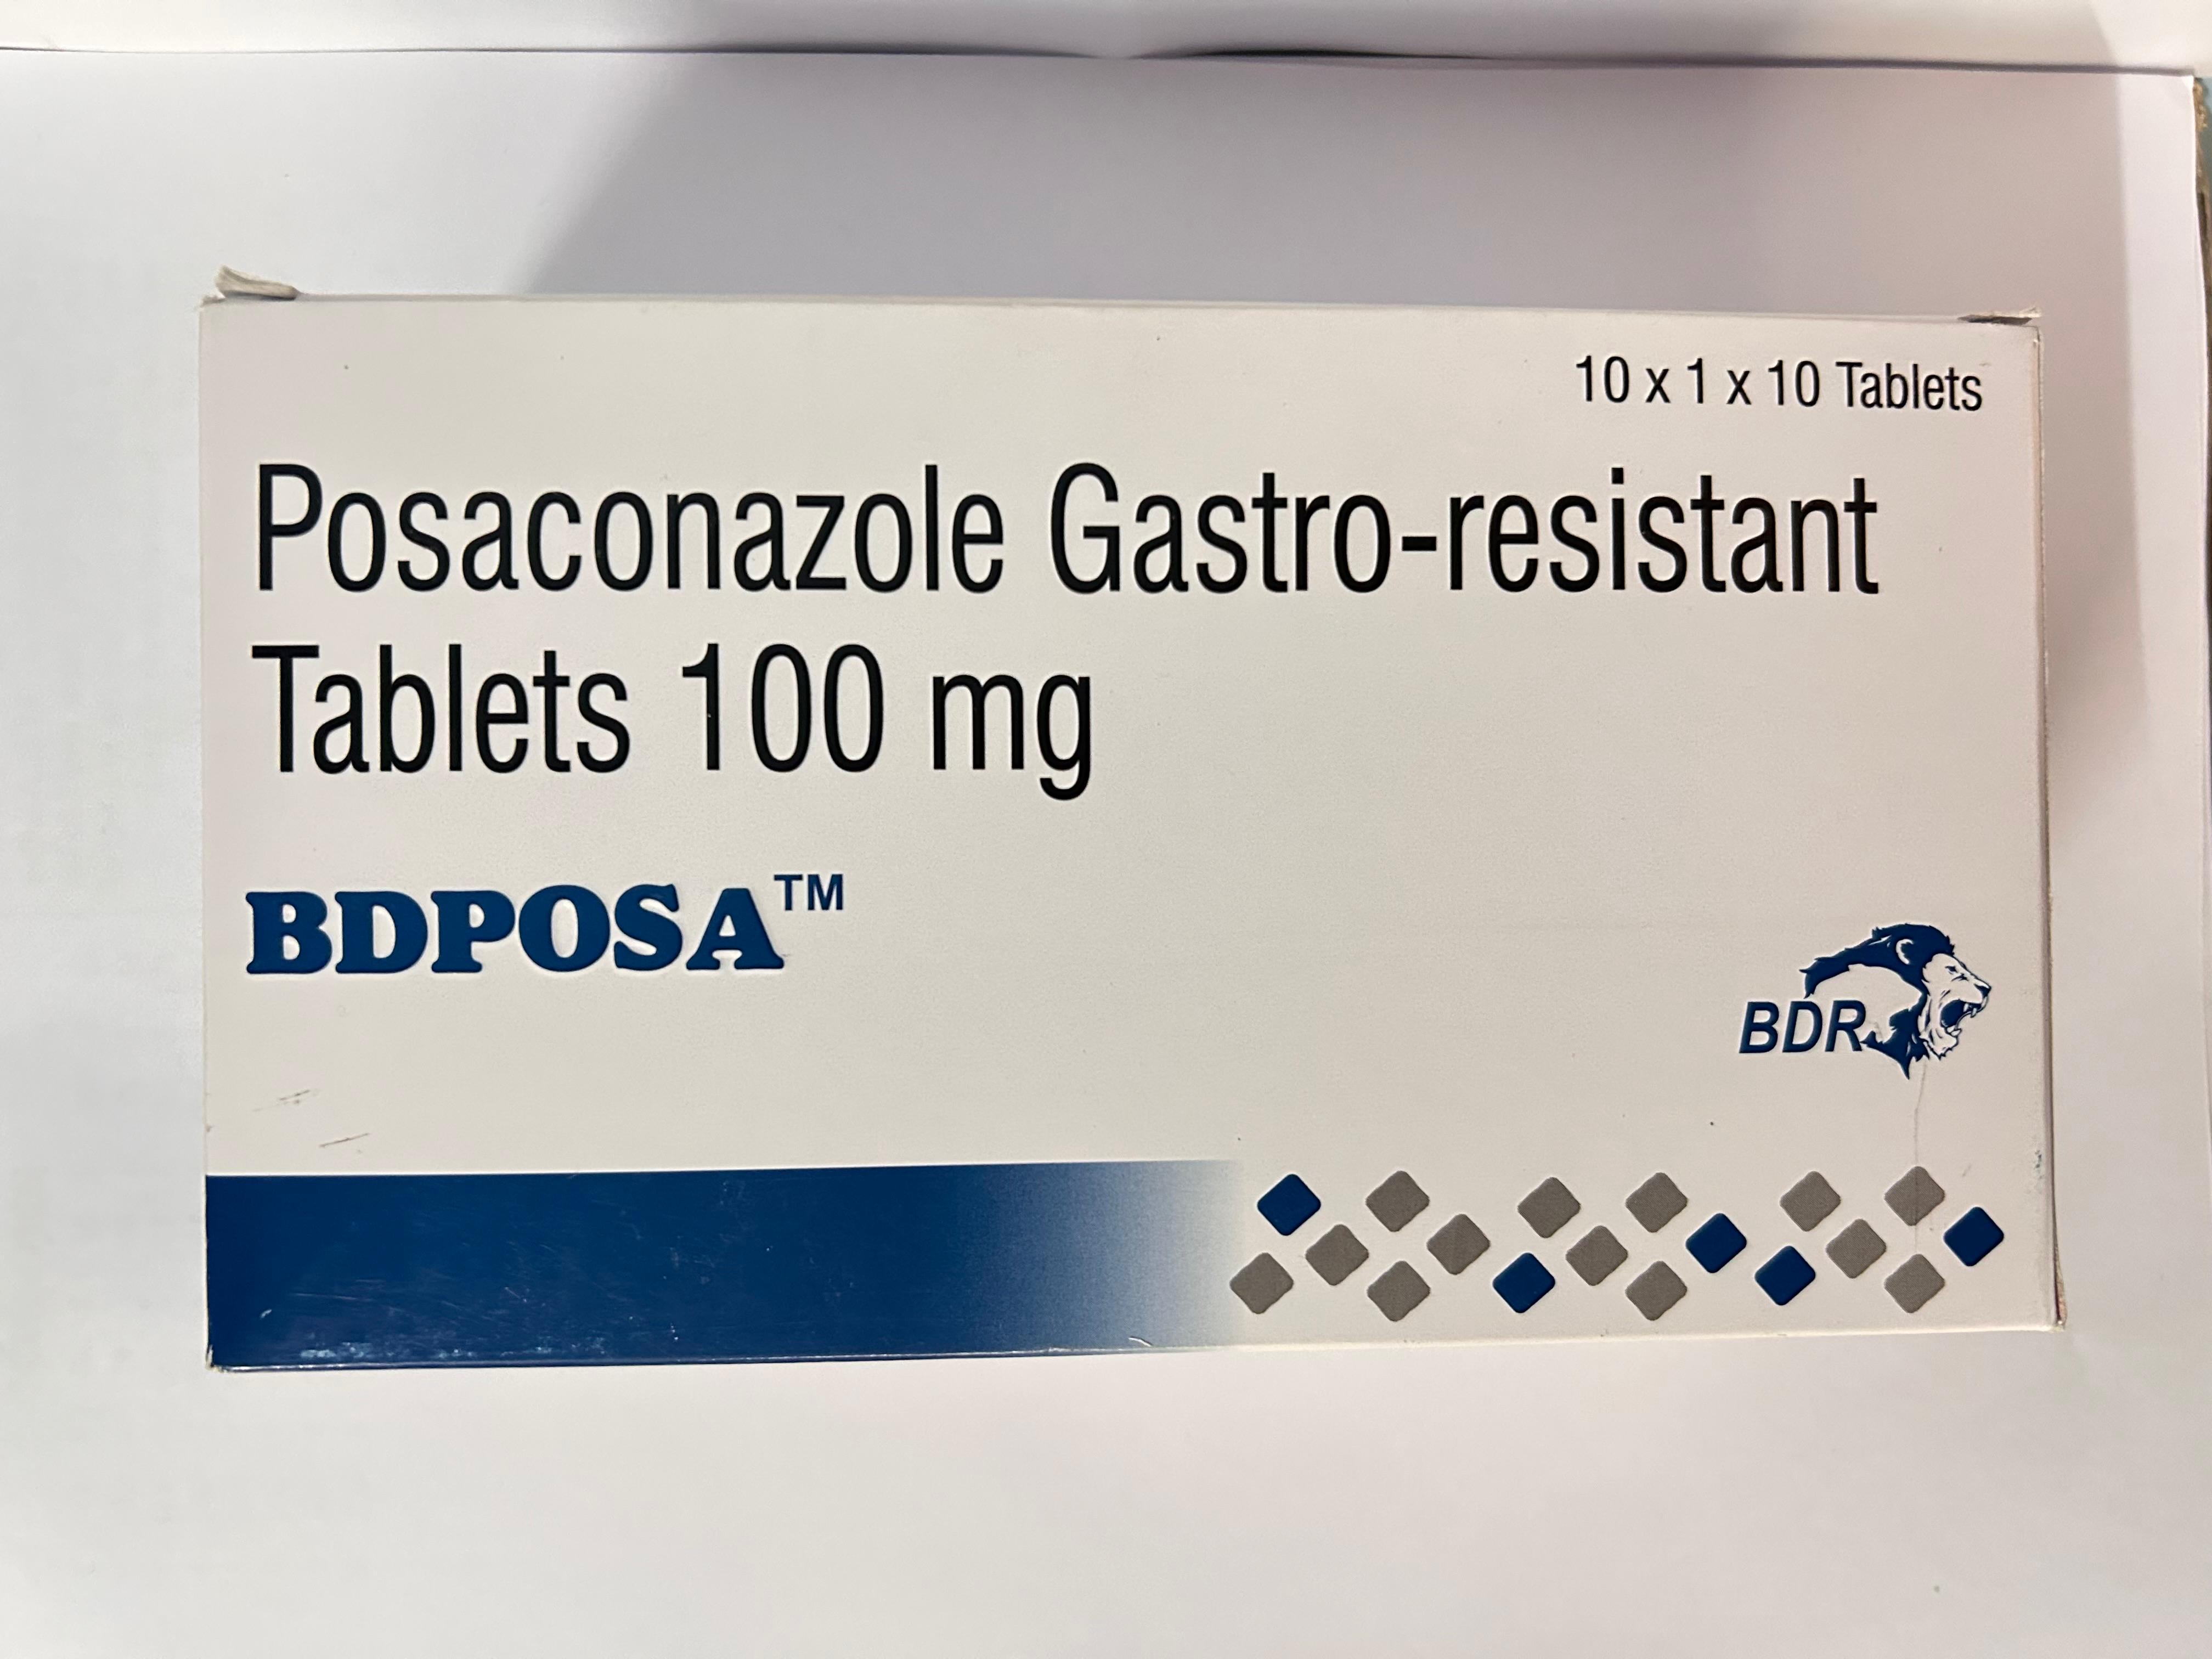 10 x 1 x 10 Tablets
Posaconazole Gastro-resistant
Tablets 100 mg
BDPOSA™
BDR